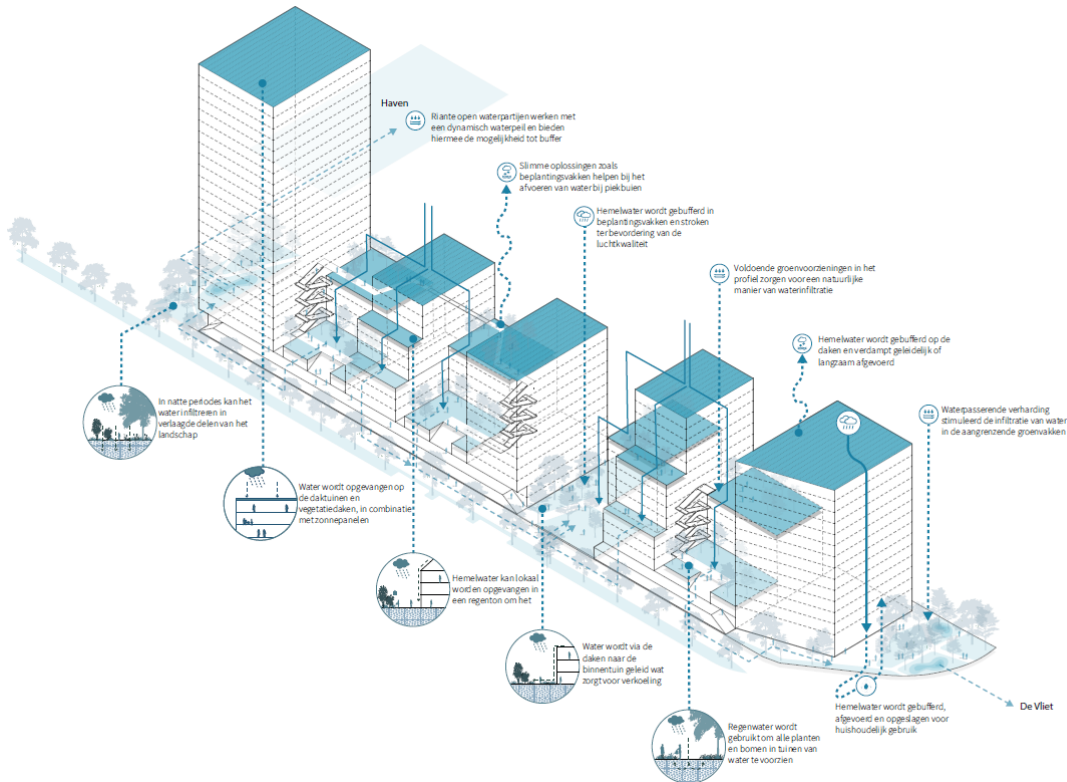 Haven
Riante open waterpartijen werken met
een dynamisch waterpeil en bieden
hiermee de mogelijkheid tot buffer
Slimme oplossingen zoals
beplantingsvakken helpen bij het
afvoeren van water bij piekbuien
Hemelwater wordt gebufferd in
beplantingsvakken en stroken
ter bevordering van de
luchtkwaliteit
Voldoende groenvoorzieningen in het
profiel zorgen voor een natuurlijke
manier van waterinfiltratie
Hemelwater wordt gebufferd op de
daken en verdampt geleidelijk of
langzaam afgevoerd
Waterpasserende verharding
stimuleerd de infiltratie van water
in de aangrenzende groenvakken
In natte periodes kan het
water infiltreren in
verlaagde delen van het
landschap
Water wordt opgevangen op
de daktuinen en
vegetatiedaken, in combinatie
met zonnepanelen
Hemelwater kan lokaal
worden opgevangen in
een regenton om het
Water wordt via de
daken naar de
binnentuin geleid wat
zorgt voor verkoeling
Regenwater wordt
gebruikt om alle planten
en bomen in tuinen van
water te voorzien
Hemelwater wordt gebufferd,
afgevoerd en opgeslagen voor
huishoudelijk gebruik
De Vliet